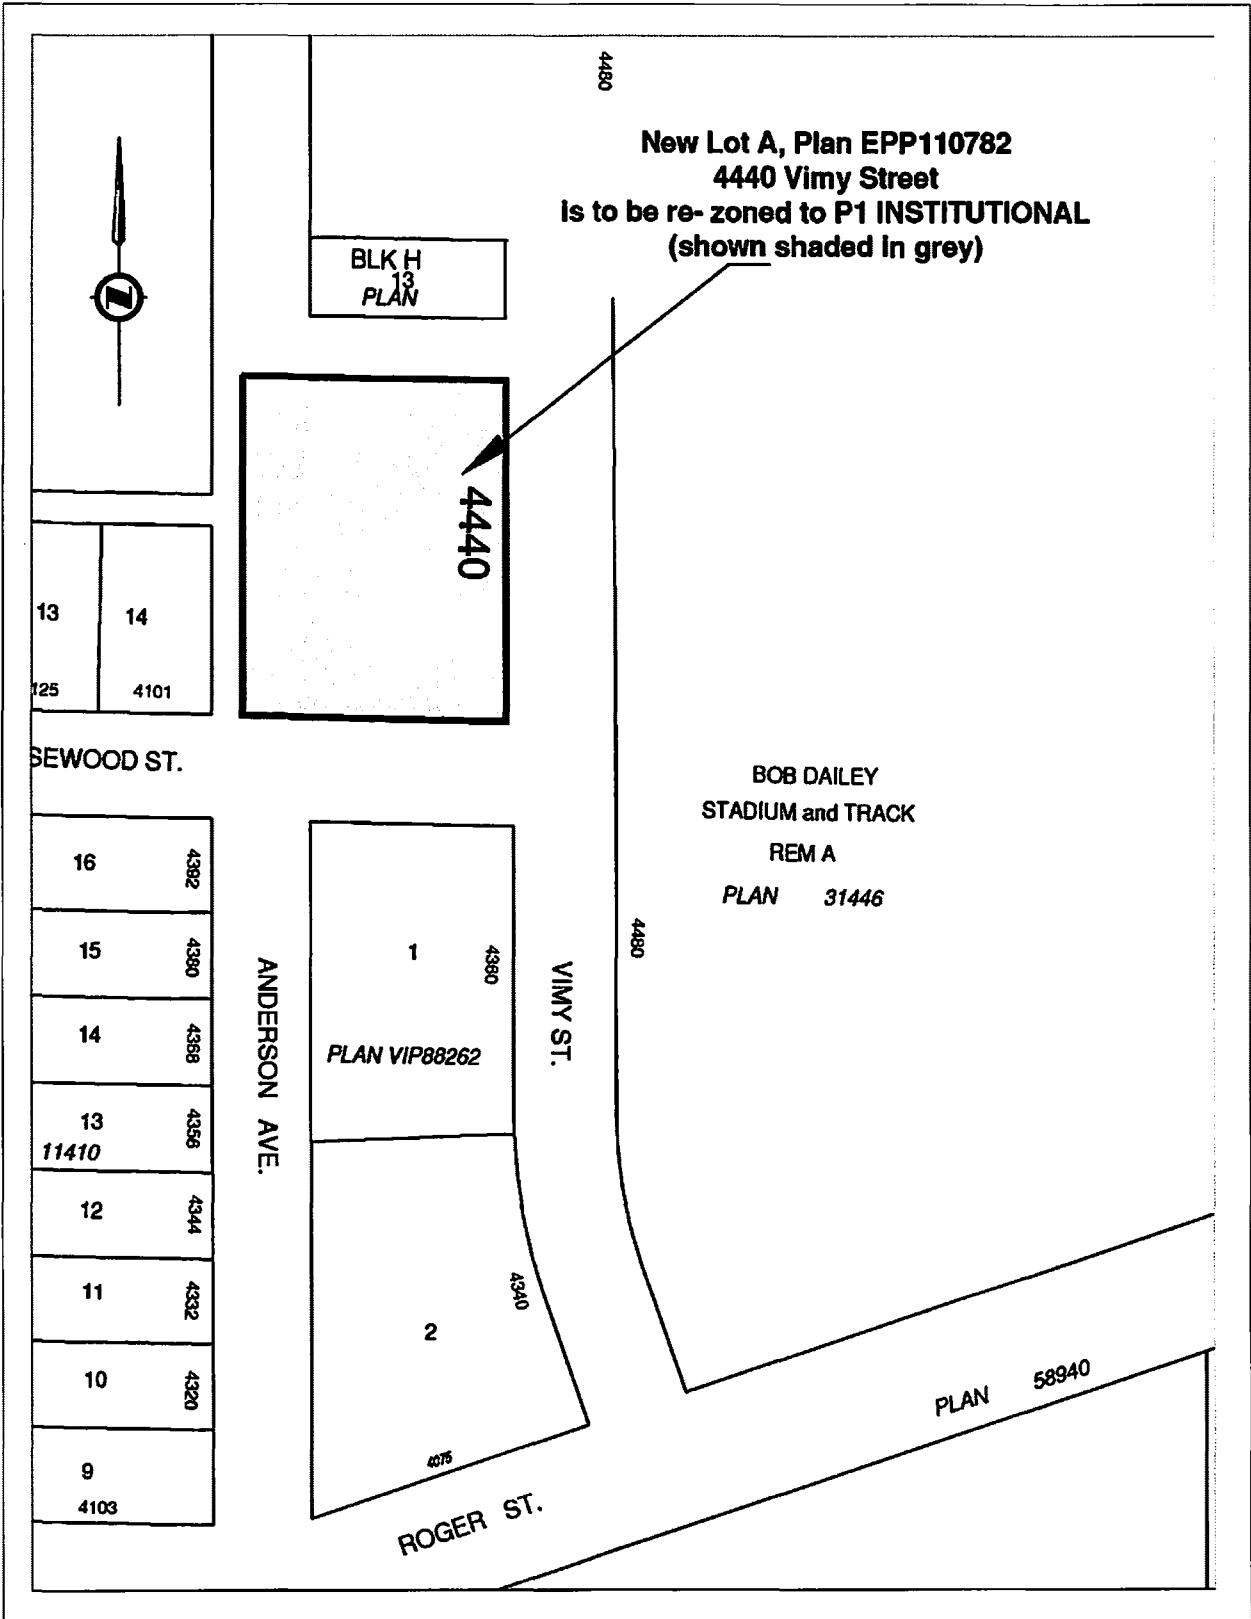 4480
New Lot A, Plan EPP110782
4440 Vimy Street
is to be re- zoned to P1 INSTITUTIONAL
(shown shaded in grey)
BLK H
13
PLAN
4440
13
14
125
4101
SEWOOD ST.
BOB DAILEY
STADIUM and TRACK
REM A
PLAN 31446
16
4392
15
4380
14
4368
13
4356
11410
12
4344
11
4332
10
4320
9
4103
ANDERSON AVE.
1
4360
PLAN VIP88262
VIMY ST.
4480
2
4340
4075
ROGER ST.
PLAN 58940